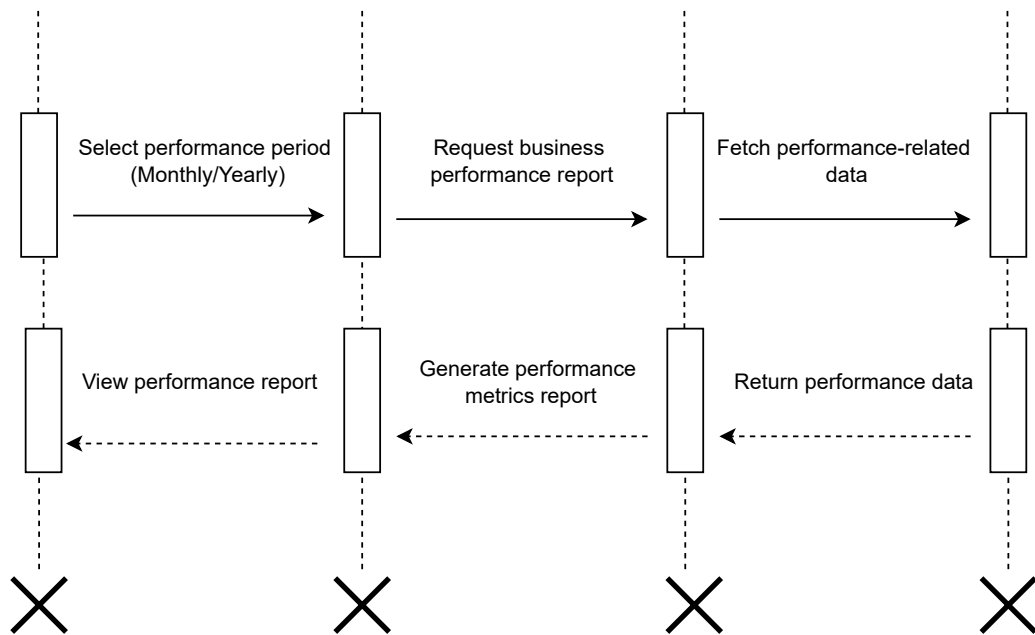 Select performance period
(Monthly/Yearly)
Request business
performance report
Fetch performance-related
data
View performance report
Generate performance
metrics report
Return performance data